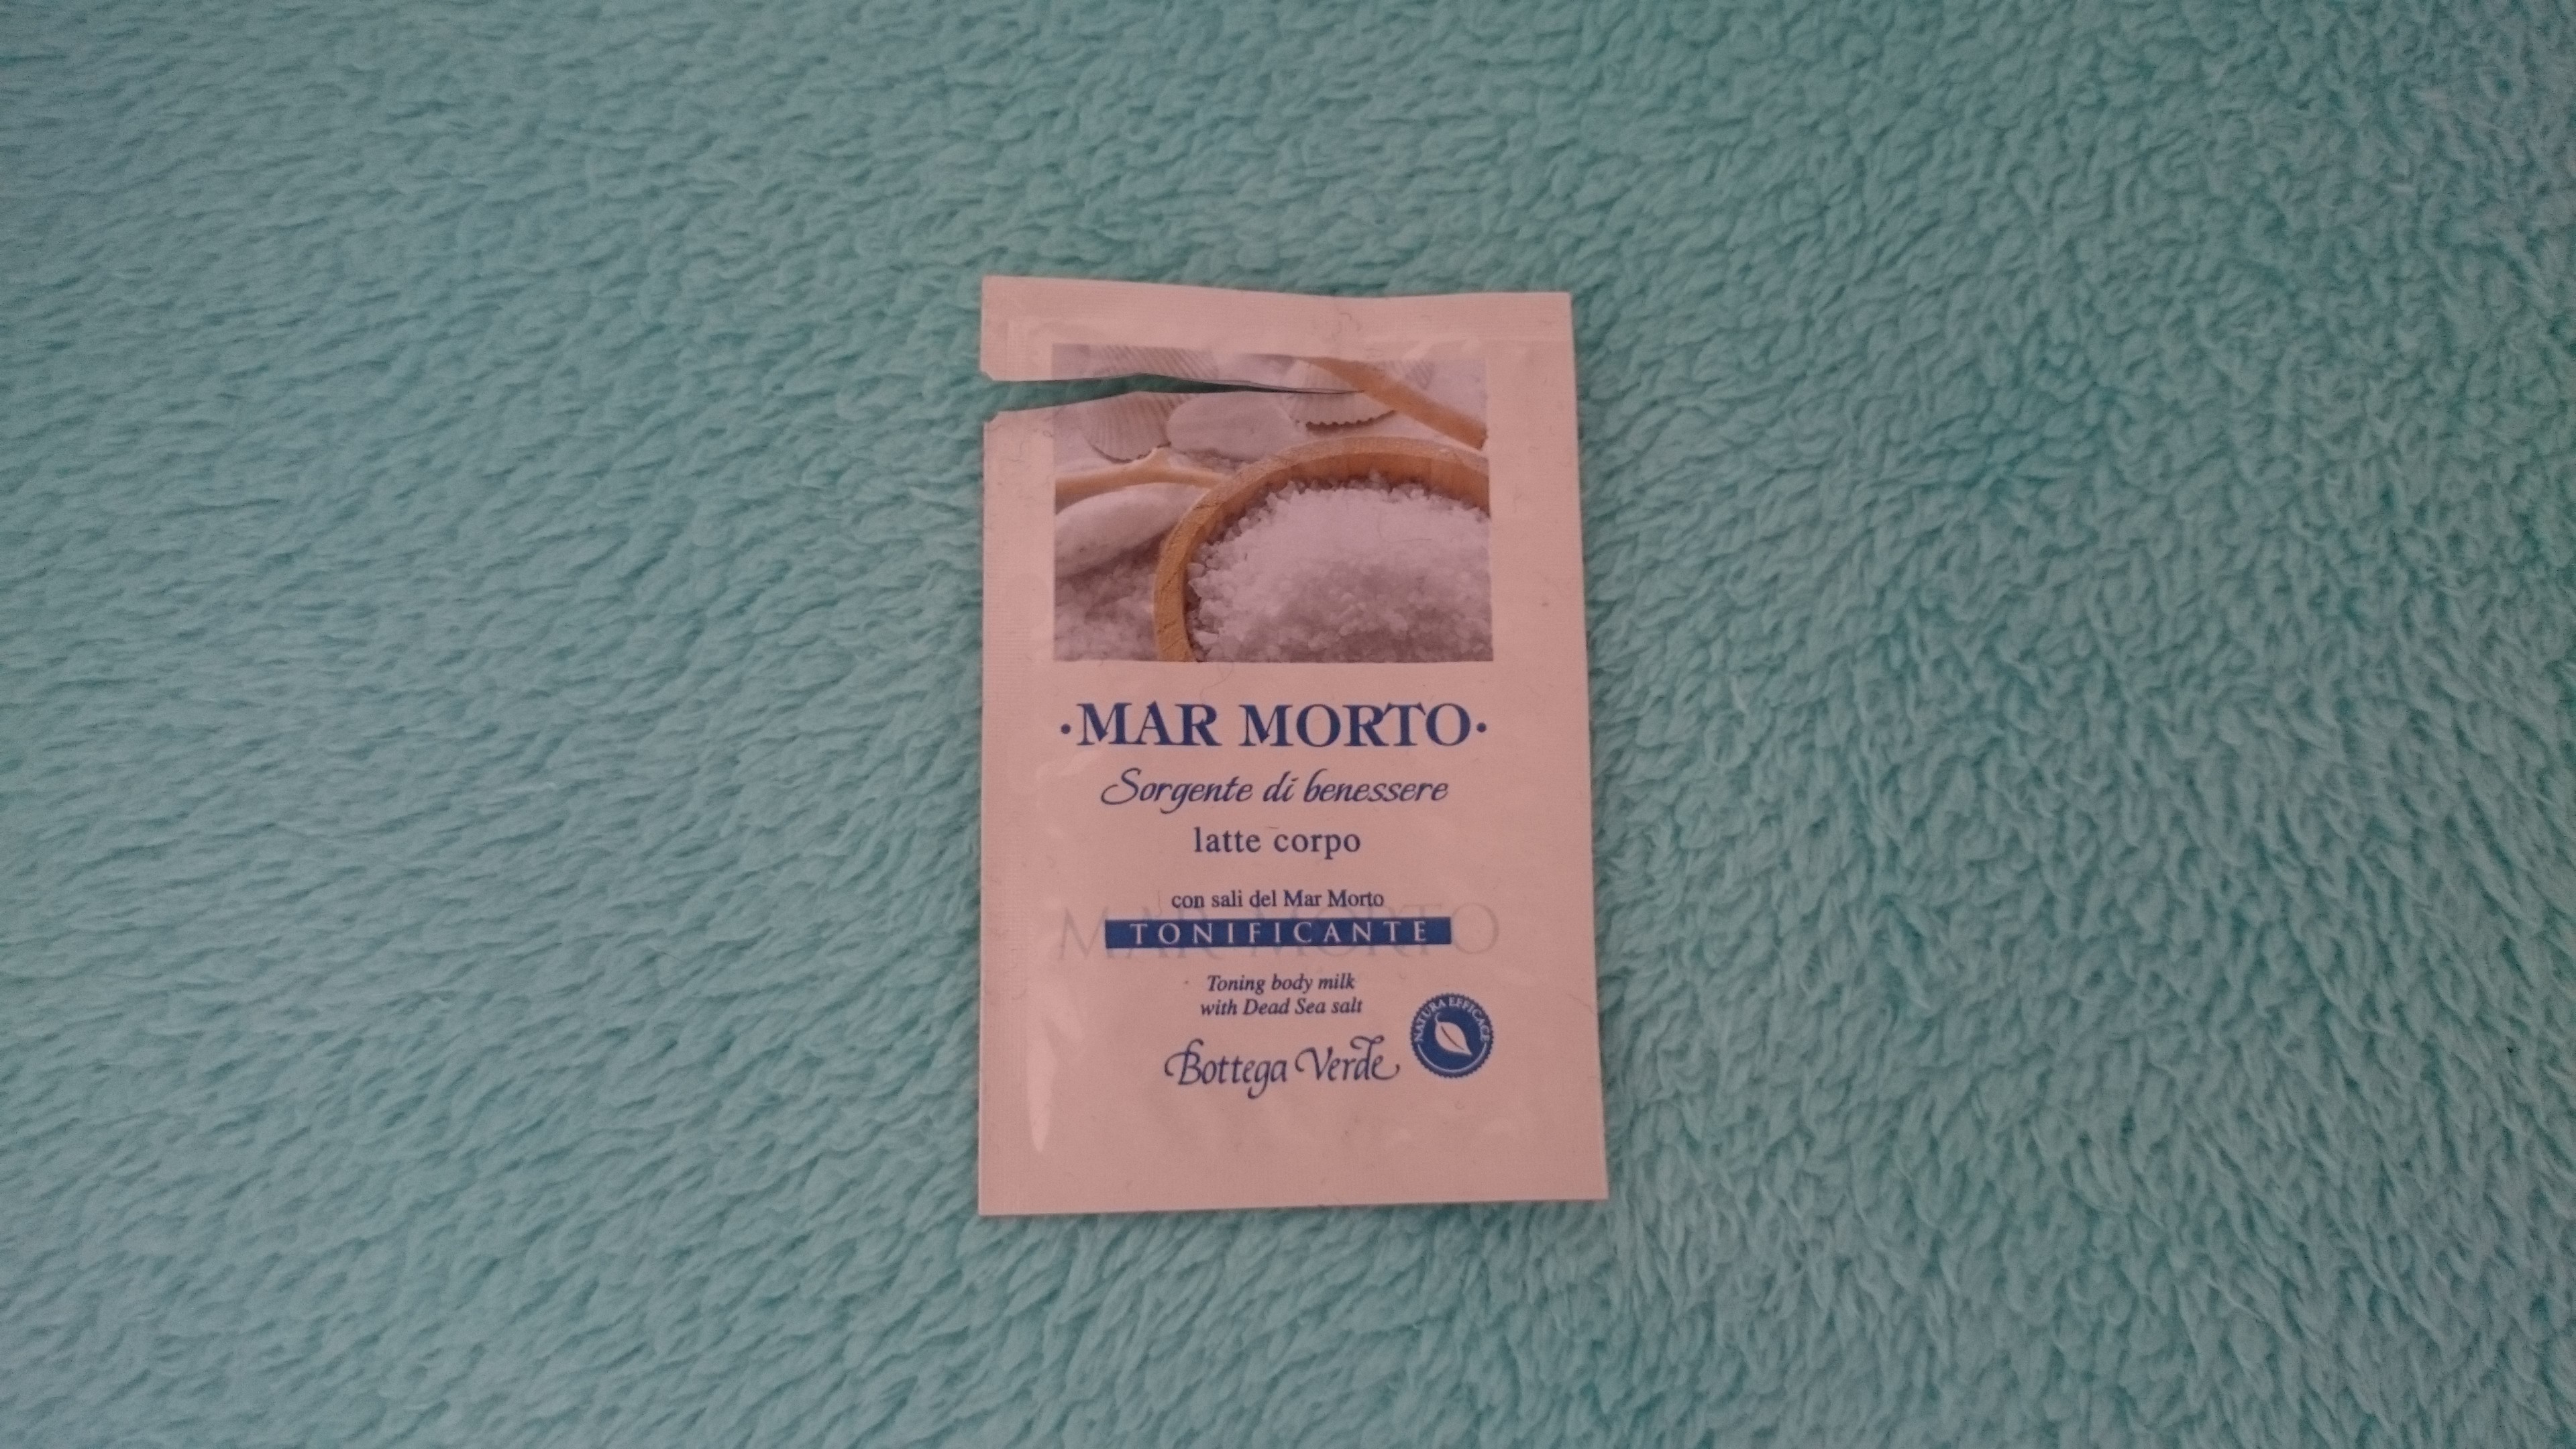 ·MAR MORTO·
Sorgente di benessere
latte corpo
con sali del Mar Morto
MAR MORTO
TONIFICANTE
Toning body milk
with Dead Sea salt
NATURA EFFICACE
Bottega Verde